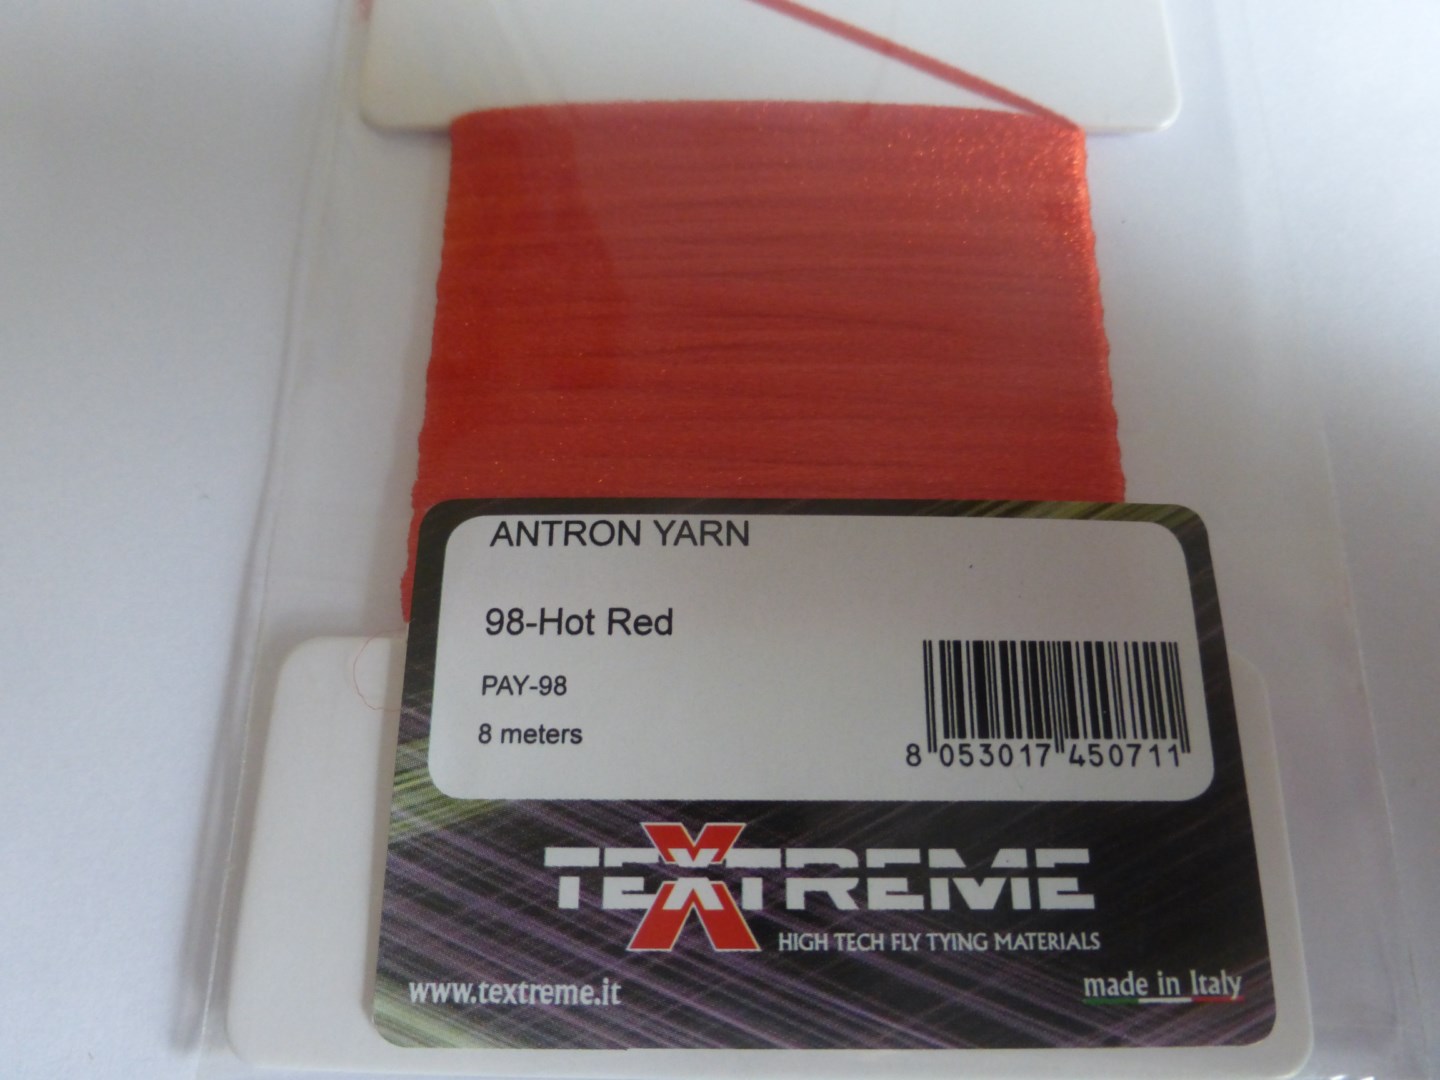 ANTRON YARN
98-Hot Red
PAY-98
8 meters
8 053017 450711
TEXTREME
HIGH TECH FLY TYING MATERIALS
www.textreme.it
made in Italy